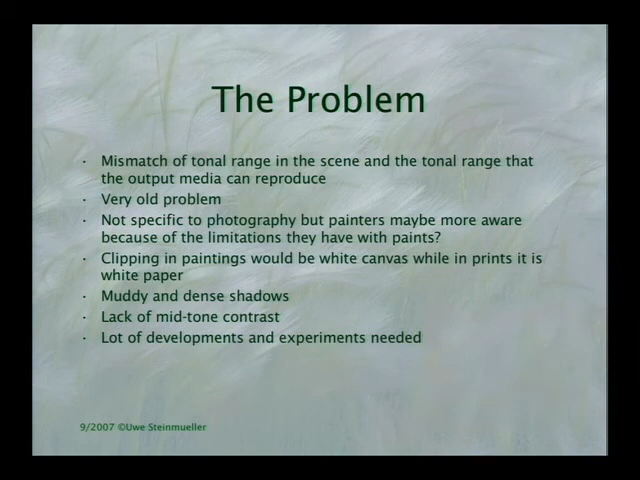 The Problem
· Mismatch of tonal range in the scene and the tonal range that
the output media can reproduce
· Very old problem
· Not specific to photography but painters maybe more aware
because of the limitations they have with paints?
· Clipping in paintings would be white canvas while in prints it is
white paper
· Muddy and dense shadows
· Lack of mid-tone contrast
· Lot of developments and experiments needed
9/2007 ©Uwe Steinmueller